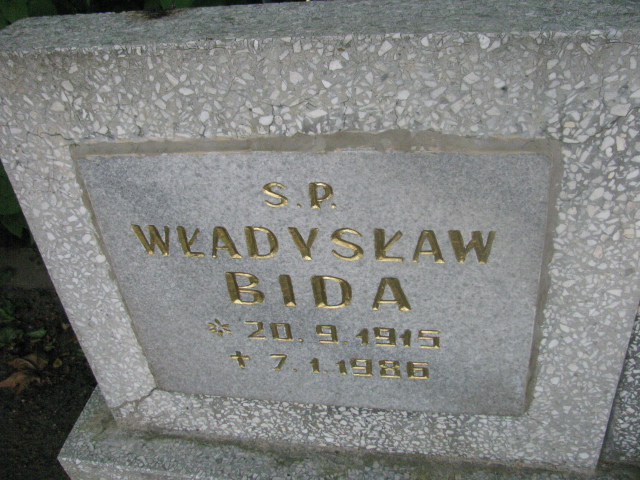 S.P.
WŁADYSŁAW
BIDA
* 20.9.1915
✝ 7.1.1986